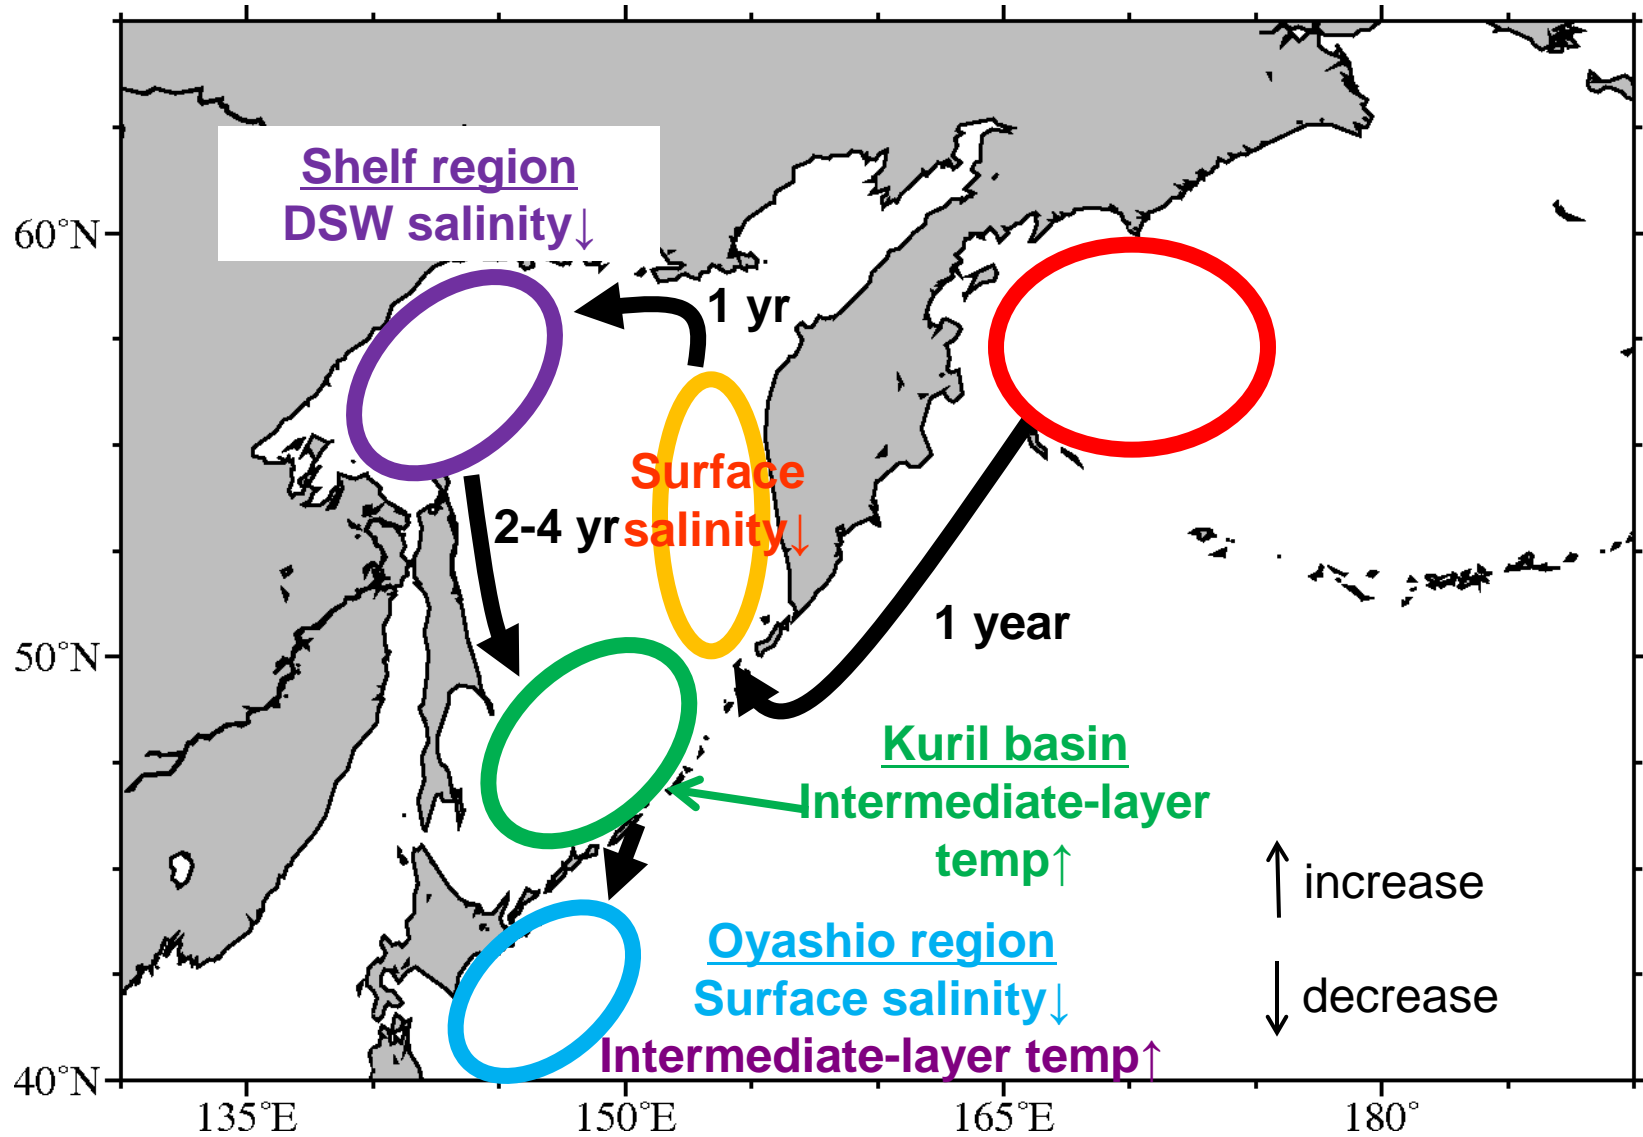 Shelf region
DSW salinity↓
60°N
1 yr
Surface
salinity↓
2-4 yr
1 year
50°N
Kuril basin
Intermediate-layer
temp↑
increase
Oyashio region
Surface salinity↓
decrease
Intermediate-layer temp↑
40°N
135°E 150°E 165°E 180°